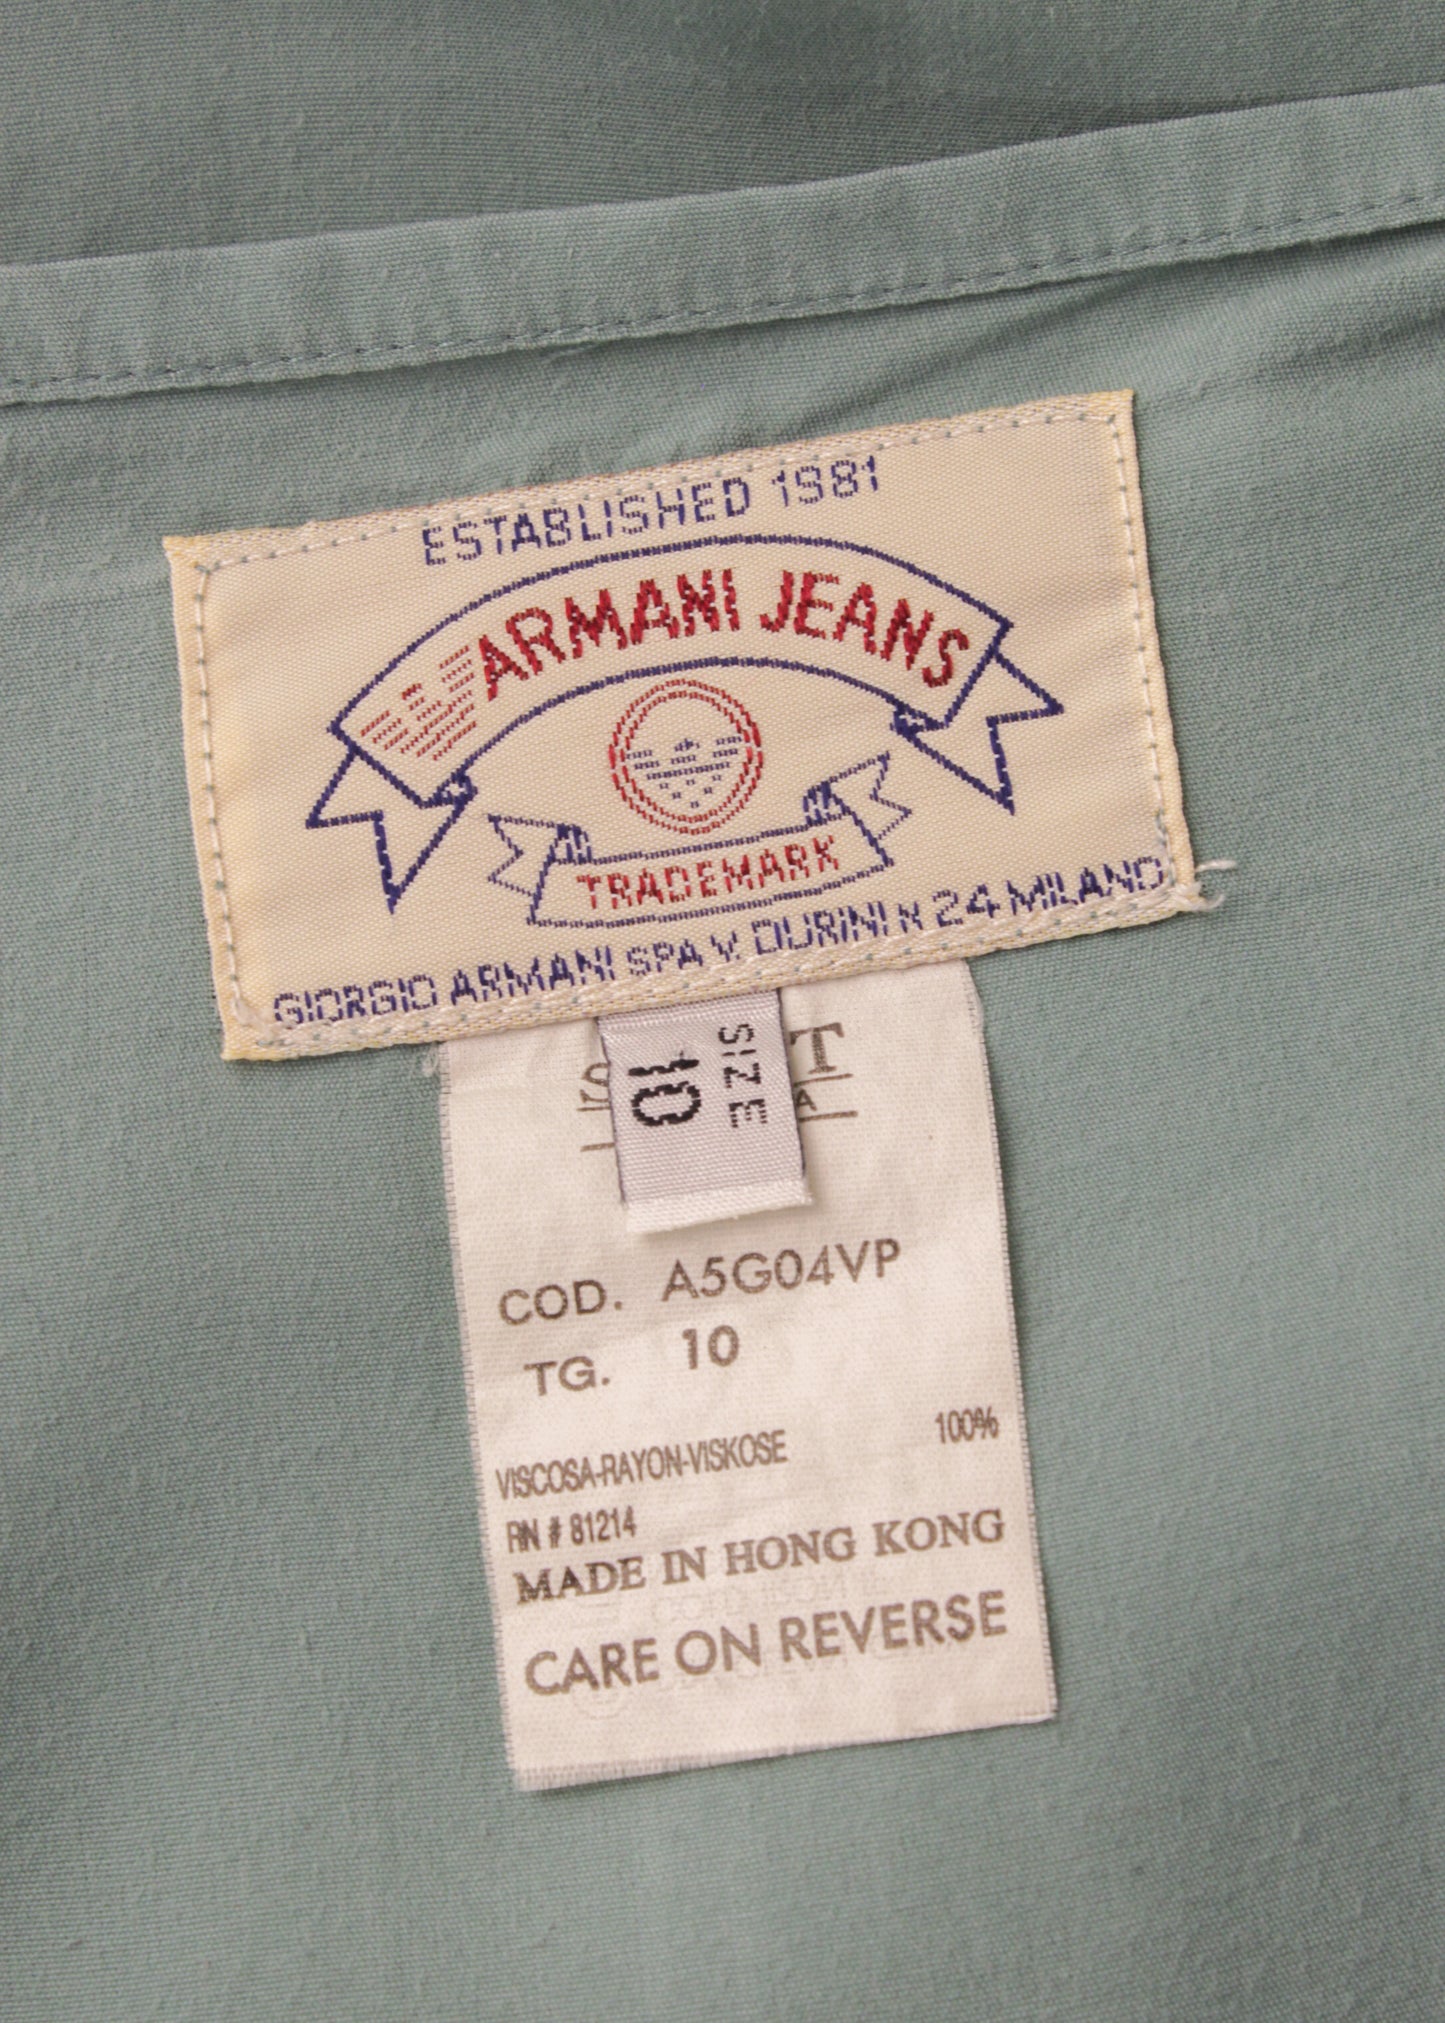 ESTABLISHED 1981
ARMANI JEANS
TRADEMARK
GIORGIO ARMANI SPA V. DURINI N 24 MILANO
SIZE
10
COD. A5G04VP
TG. 10
VISCOSA-RAYON-VISKOSE 100%
RN # 81214
MADE IN HONG KONG
CARE ON REVERSE